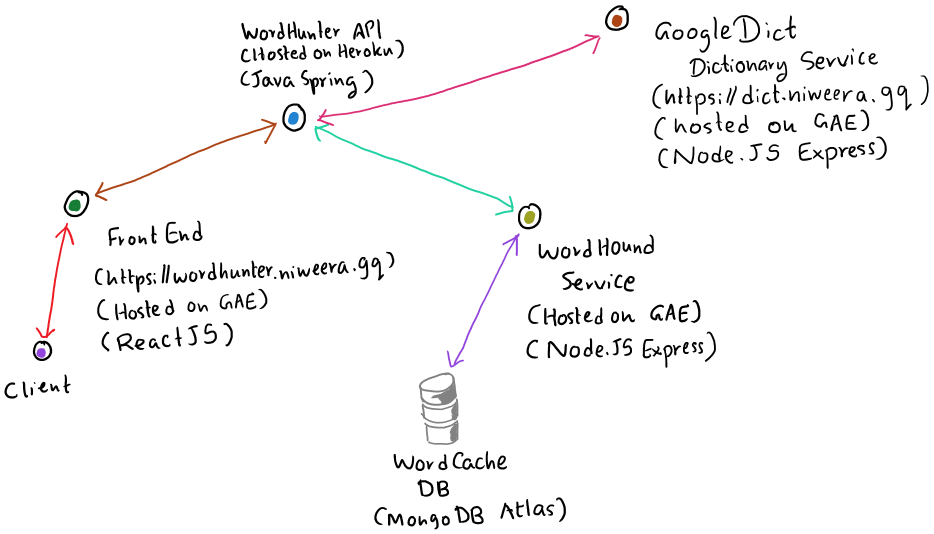 WordHunter API
(Hosted on Heroku)
(Java Spring)
GoogleDict
Dictionary Service
(https://dict.niweera.gq)
(hosted on GAE)
(Node.JS Express)
Front End
(https://wordhunter.niweera.gq)
(Hosted on GAE)
(ReactJS)
Client
WordHound
Service
(Hosted on GAE)
(Node.JS Express)
WordCache
DB
(MongoDB Atlas)